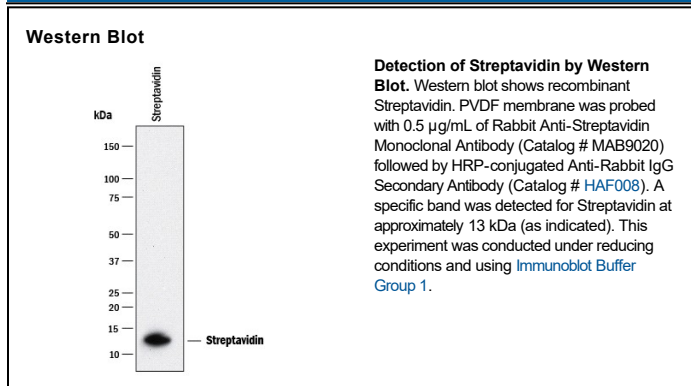 Western Blot
Streptavidin
kDa
150
100
75
50
37
25
20
15
10
Streptavidin
Detection of Streptavidin by Western
Blot. Western blot shows recombinant
Streptavidin. PVDF membrane was probed
with 0.5 µg/mL of Rabbit Anti-Streptavidin
Monoclonal Antibody (Catalog # MAB9020)
followed by HRP-conjugated Anti-Rabbit IgG
Secondary Antibody (Catalog # HAF008). A
specific band was detected for Streptavidin at
approximately 13 kDa (as indicated). This
experiment was conducted under reducing
conditions and using Immunoblot Buffer
Group 1.